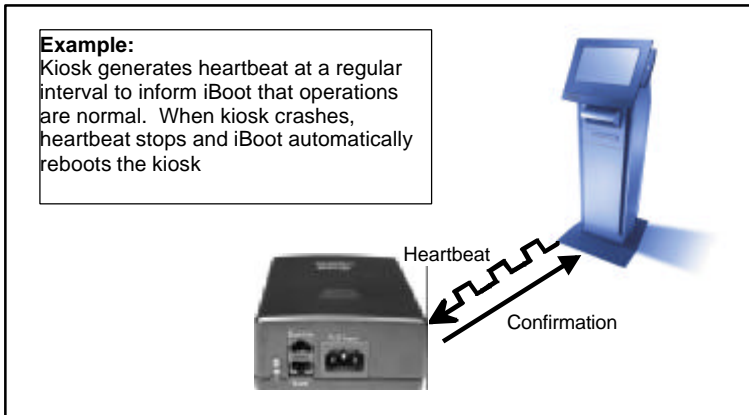 Example:
Kiosk generates heartbeat at a regular
interval to inform iBoot that operations
are normal.  When kiosk crashes,
heartbeat stops and iBoot automatically
reboots the kiosk
Heartbeat
Confirmation